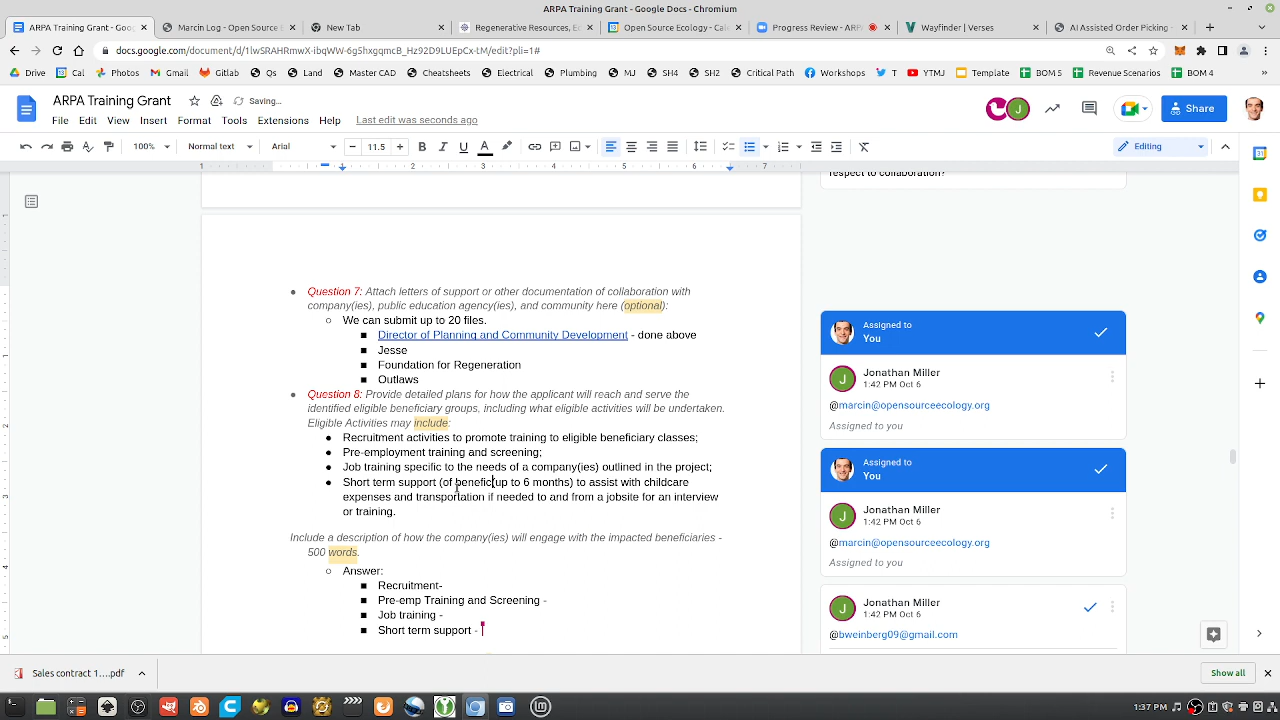 ARPA Training Grant - Google Docs - Chromium
ARPA Training Grant - Goo
Marcin Log - Open Source E
New Tab
Regenerative Resources, Ec
Open Source Ecology - Cale
Progress Review - ARP
Wayfinder | Verses
AI Assisted Order Picking -
docs.google.com/document/d/1lwSRAHRmwX-ibqWW-6g5hxgqmcB_Hz92D9LUEpCx-tM/edit?pli=1#
Drive
Cal
Photos
Gmail
Gitlab
Qs
Land
Master CAD
Cheatsheets
Electrical
Plumbing
MJ
SH4
SH2
Critical Path
Workshops
T
YTMJ
Template
BOM 5
Revenue Scenarios
BOM 4
ARPA Training Grant
Saving...
File Edit View Insert Format Tools Extensions Help
Last edit was seconds ago
Share
100%
Normal text
Arial
11.5
B I U A
Editing
1 1 2 3 4 5 6 7
respect to collaboration?
Question 7: Attach letters of support or other documentation of collaboration with
company(ies), public education agency(ies), and community here (optional):
We can submit up to 20 files.
Director of Planning and Community Development - done above
Jesse
Foundation for Regeneration
Outlaws
Question 8: Provide detailed plans for how the applicant will reach and serve the
identified eligible beneficiary groups, including what eligible activities will be undertaken.
Eligible Activities may include:
Recruitment activities to promote training to eligible beneficiary classes;
Pre-employment training and screening;
Job training specific to the needs of a company(ies) outlined in the project;
Short term support (of beneficup to 6 months) to assist with childcare
expenses and transportation if needed to and from a jobsite for an interview
or training.
Include a description of how the company(ies) will engage with the impacted beneficiaries -
500 words.
Answer:
Recruitment-
Pre-emp Training and Screening -
Job training -
Short term support -
Assigned to
You
Jonathan Miller
1:42 PM Oct 6
@marcin@opensourceecology.org
Assigned to you
Assigned to
You
Jonathan Miller
1:42 PM Oct 6
@marcin@opensourceecology.org
Assigned to you
Jonathan Miller
1:42 PM Oct 6
@bweinberg09@gmail.com
Sales contract 1....pdf
Show all
1:37 PM